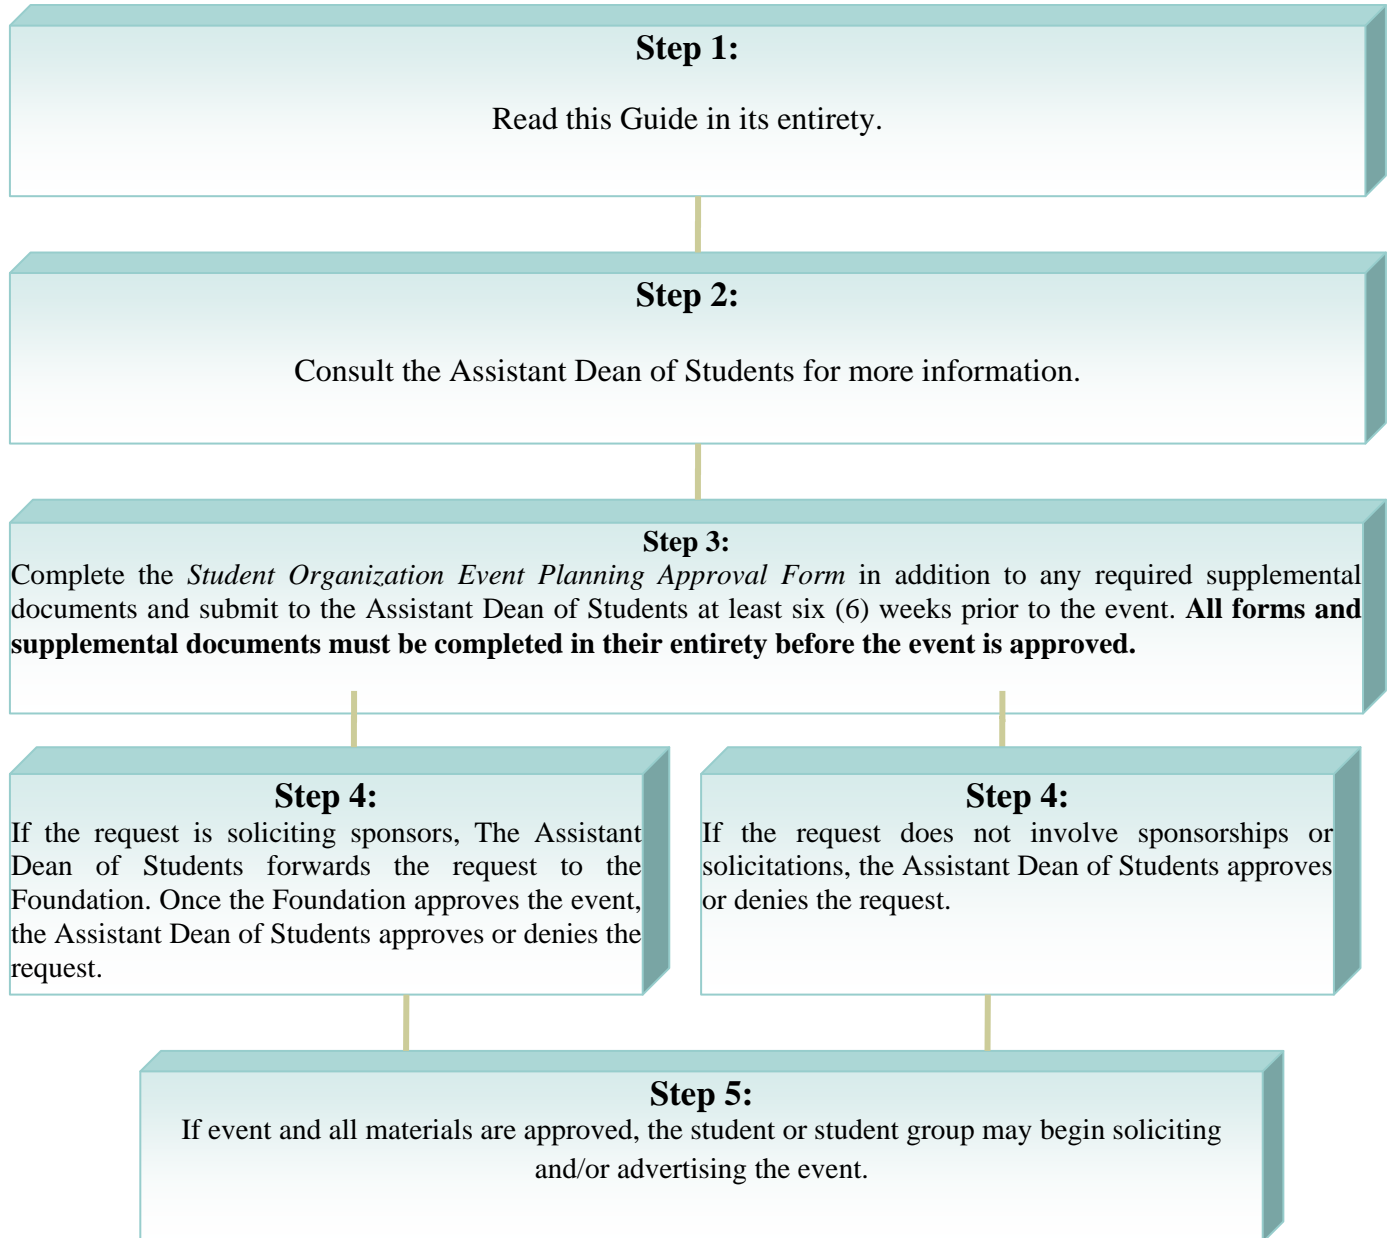 Step 1:
Read this Guide in its entirety.
Step 2:
Consult the Assistant Dean of Students for more information.
Step 3:
Complete the Student Organization Event Planning Approval Form in addition to any required supplemental
documents and submit to the Assistant Dean of Students at least six (6) weeks prior to the event. All forms and
supplemental documents must be completed in their entirety before the event is approved.
Step 4:
If the request is soliciting sponsors, The Assistant
Dean of Students forwards the request to the
Foundation. Once the Foundation approves the event,
the Assistant Dean of Students approves or denies the
request.
Step 4:
If the request does not involve sponsorships or
solicitations, the Assistant Dean of Students approves
or denies the request.
Step 5:
If event and all materials are approved, the student or student group may begin soliciting
and/or advertising the event.